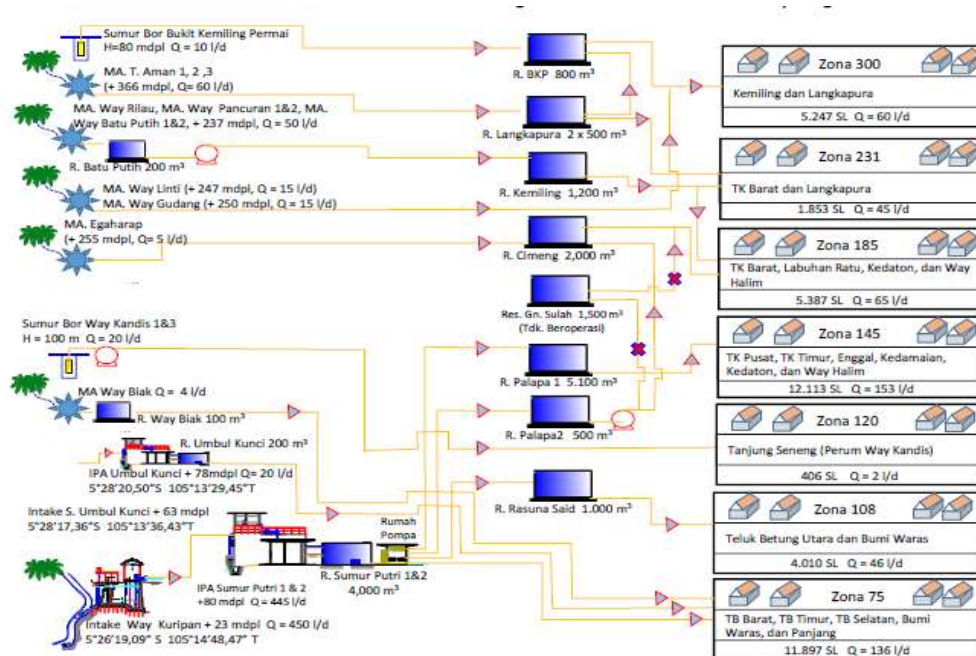 Sumur Bor Bukit Kemiling Permai
H=80 mdpl Q = 10 l/d
MA. T. Aman 1, 2 ,3
(+ 366 mdpl, Q= 60 l/d)
MA. Way Rilau, MA. Way Pancuran 1&2, MA.
Way Batu Putih 1&2, + 237 mdpl, Q = 50 l/d)
R. Batu Putih 200 m³
MA. Way Linti (+ 247 mdpl, Q = 15 l/d)
MA. Way Gudang (+ 250 mdpl, Q = 15 l/d)
MA. Egaharap
(+ 255 mdpl, Q= 5 l/d)
Sumur Bor Way Kandis 1&3
H = 100 m Q = 20 l/d
MA Way Biak Q = 4 l/d
R. Way Biak 100 m³
R. Umbul Kunci 200 m³
IPA Umbul Kunci + 78mdpl Q= 20 l/d
5°28'20,50"S 105°13'29,45"T
Intake S. Umbul Kunci + 63 mdpl
5°28'17,36"S 105°13'36,43"T
Rumah
Pompa
R. Sumur Putri 1&2
4,000 m³
IPA Sumur Putri 1 & 2
+80 mdpl Q = 445 l/d
Intake Way Kuripan + 23 mdpl Q = 450 l/d
5°26'19,09" S 105°14'48,47" T
R. BKP 800 m³
R. Langkapura 2 x 500 m³
R. Kemiling 1,200 m³
R. Cimeng 2,000 m³
Res. Gn. Sulah 1,500 m³
(Tdk. Beroperasi)
R. Palapa 1 5.100 m³
R. Palapa2 500 m³
R. Rasuna Said 1.000 m³
Zona 300
Kemiling dan Langkapura
5.247 SL Q = 60 l/d
Zona 231
TK Barat dan Langkapura
1.853 SL Q = 45 l/d
Zona 185
TK Barat, Labuhan Ratu, Kedaton, dan Way
Halim
5.387 SL Q = 65 l/d
Zona 145
TK Pusat, TK Timur, Enggal, Kedamaian,
Kedaton, dan Way Halim
12.113 SL Q = 153 l/d
Zona 120
Tanjung Seneng (Perum Way Kandis)
406 SL Q = 2 l/d
Zona 108
Teluk Betung Utara dan Bumi Waras
4.010 SL Q = 46 l/d
Zona 75
TB Barat, TB Timur, TB Selatan, Bumi
Waras, dan Panjang
11.897 SL Q = 136 l/d